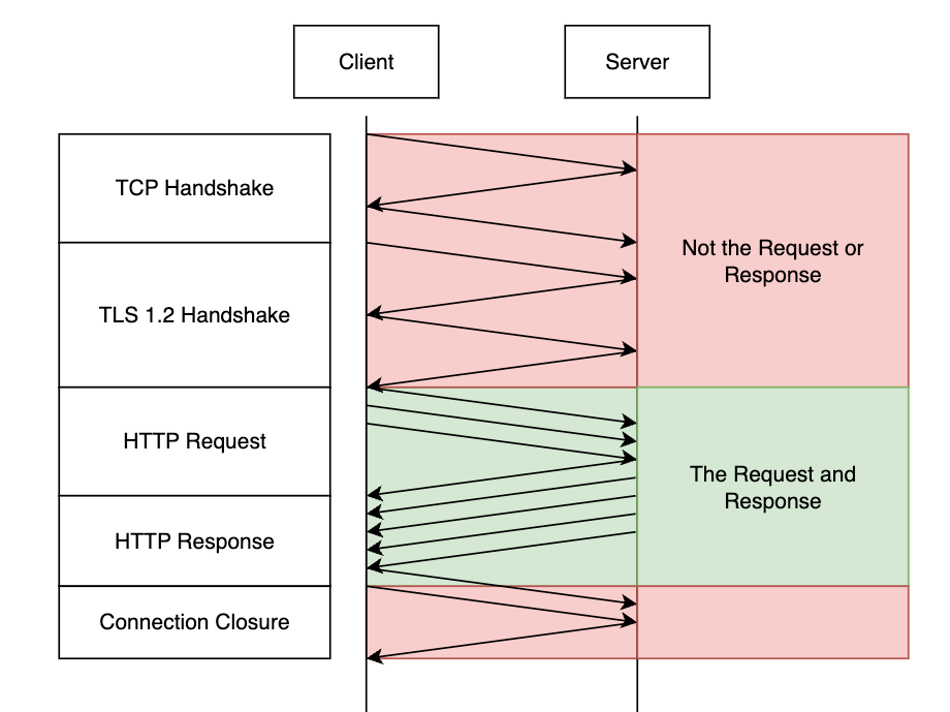 Client
Server
TCP Handshake
TLS 1.2 Handshake
Not the Request or
Response
HTTP Request
The Request and
Response
HTTP Response
Connection Closure